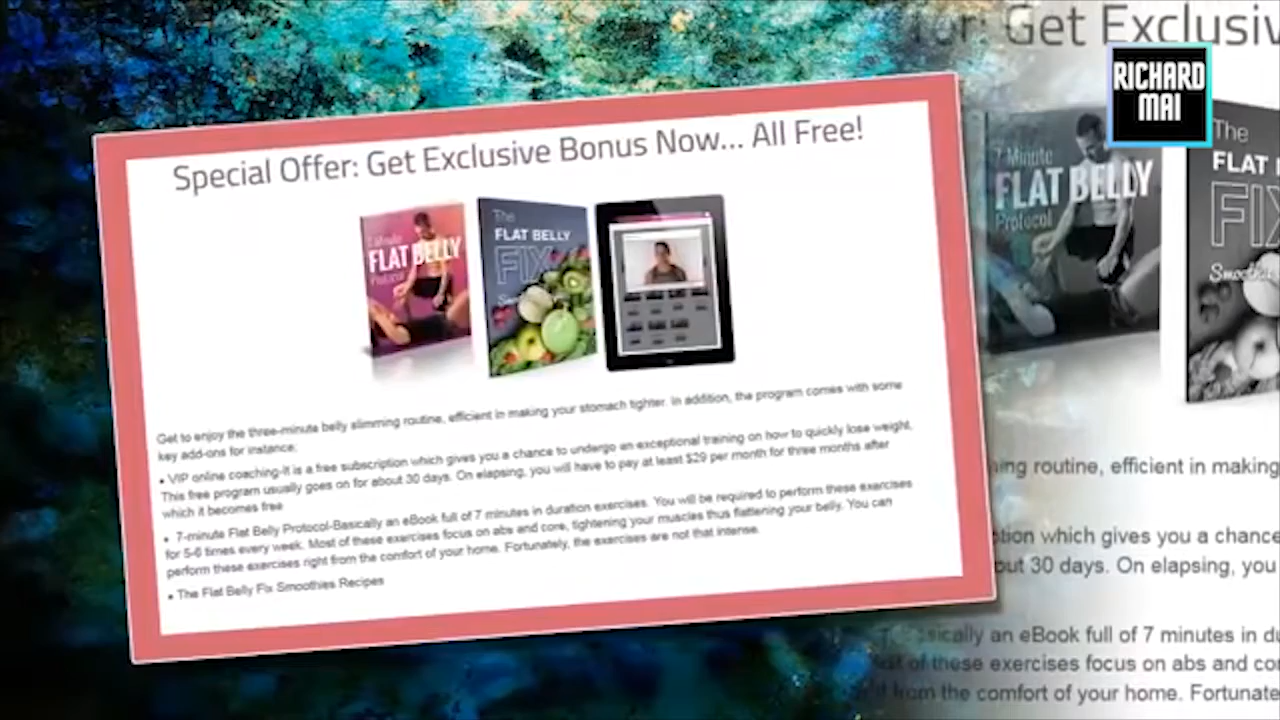 Special Offer: Get Exclusive Bonus Now... All Free!
7 Minute
FLAT BELLY
Protocol
The
FLAT BELLY
FIX
Get to enjoy the three-minute belly slimming routine, efficient in making your stomach tighter. In addition, the program comes with some
key add-ons for instance;
• VIP online coaching-It is a free subscription which gives you a chance to undergo an exceptional training on how to quickly lose weight.
This free program usually goes on for about 30 days. On elapsing, you will have to pay at least $29 per month for three months after
which it becomes free
• 7-minute Flat Belly Protocol-Basically an eBook full of 7 minutes in duration exercises. You will be required to perform these exercises
for 5-6 times every week. Most of these exercises focus on abs and core, tightening your muscles thus flattening your belly. You can
perform these exercises right from the comfort of your home. Fortunately, the exercises are not that intense.
• The Flat Belly Fix Smoothies Recipes
Get Exclusiv
RICHARD
MAI
7 Minute
FLAT BELLY
Protocol
The
FLAT B
FIX
routine, efficient in making
which gives you a chance
30 days. On elapsing, you
an eBook full of 7 minutes in du
of these exercises focus on abs and co
from the comfort of your home. Fortunate